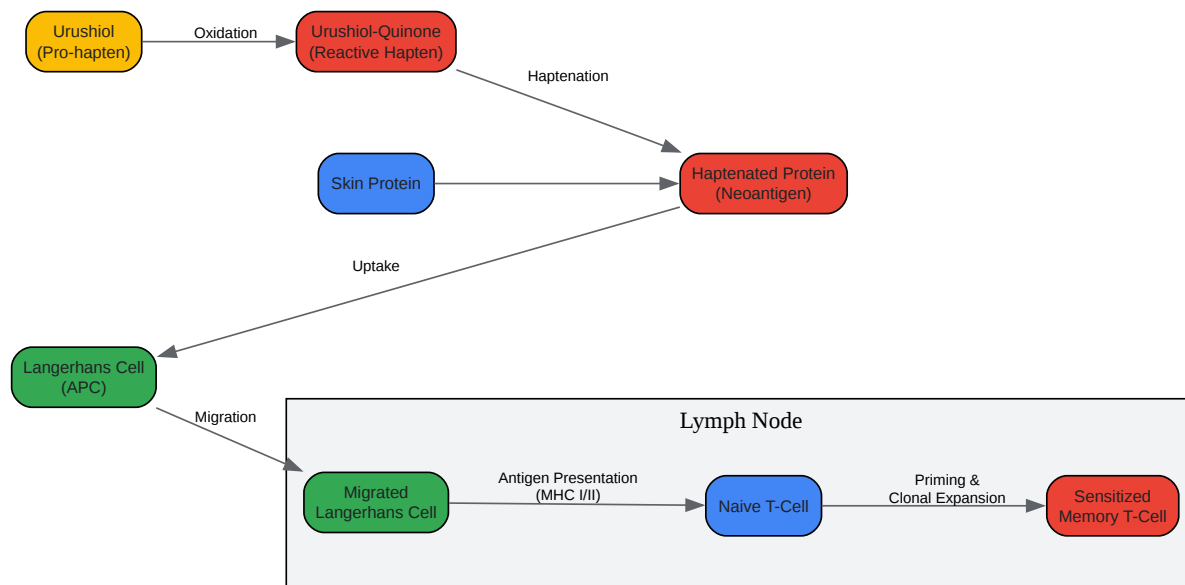 Urushiol
(Pro-hapten)
Oxidation
Urushiol-Quinone
(Reactive Hapten)
Haptenation
Skin Protein
Haptenated Protein
(Neoantigen)
Uptake
Langerhans Cell
(APC)
Migration
Lymph Node
Migrated
Langerhans Cell
Antigen Presentation
(MHC I/II)
Naive T-Cell
Priming &
Clonal Expansion
Sensitized
Memory T-Cell